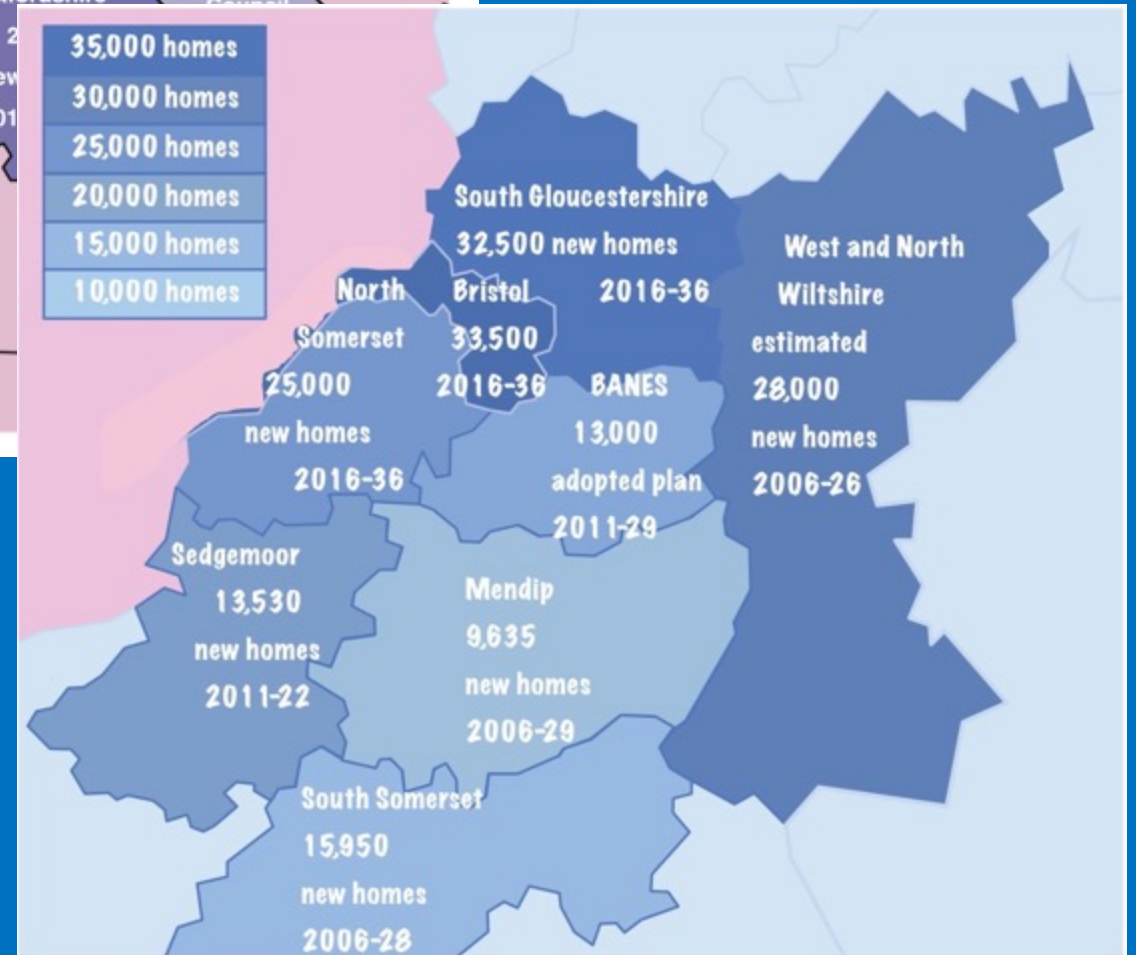 Council
2
ew
01
35,000 homes
30,000 homes
25,000 homes
20,000 homes
15,000 homes
10,000 homes
South Gloucestershire
32,500 new homes
2016-36
West and North
Wiltshire
estimated
28,000
new homes
2006-26
North
Somerset
25,000
new homes
2016-36
Bristol
33,500
2016-36
BANES
13,000
adopted plan
2011-29
Sedgemoor
13,530
new homes
2011-22
Mendip
9,635
new homes
2006-29
South Somerset
15,950
new homes
2006-28